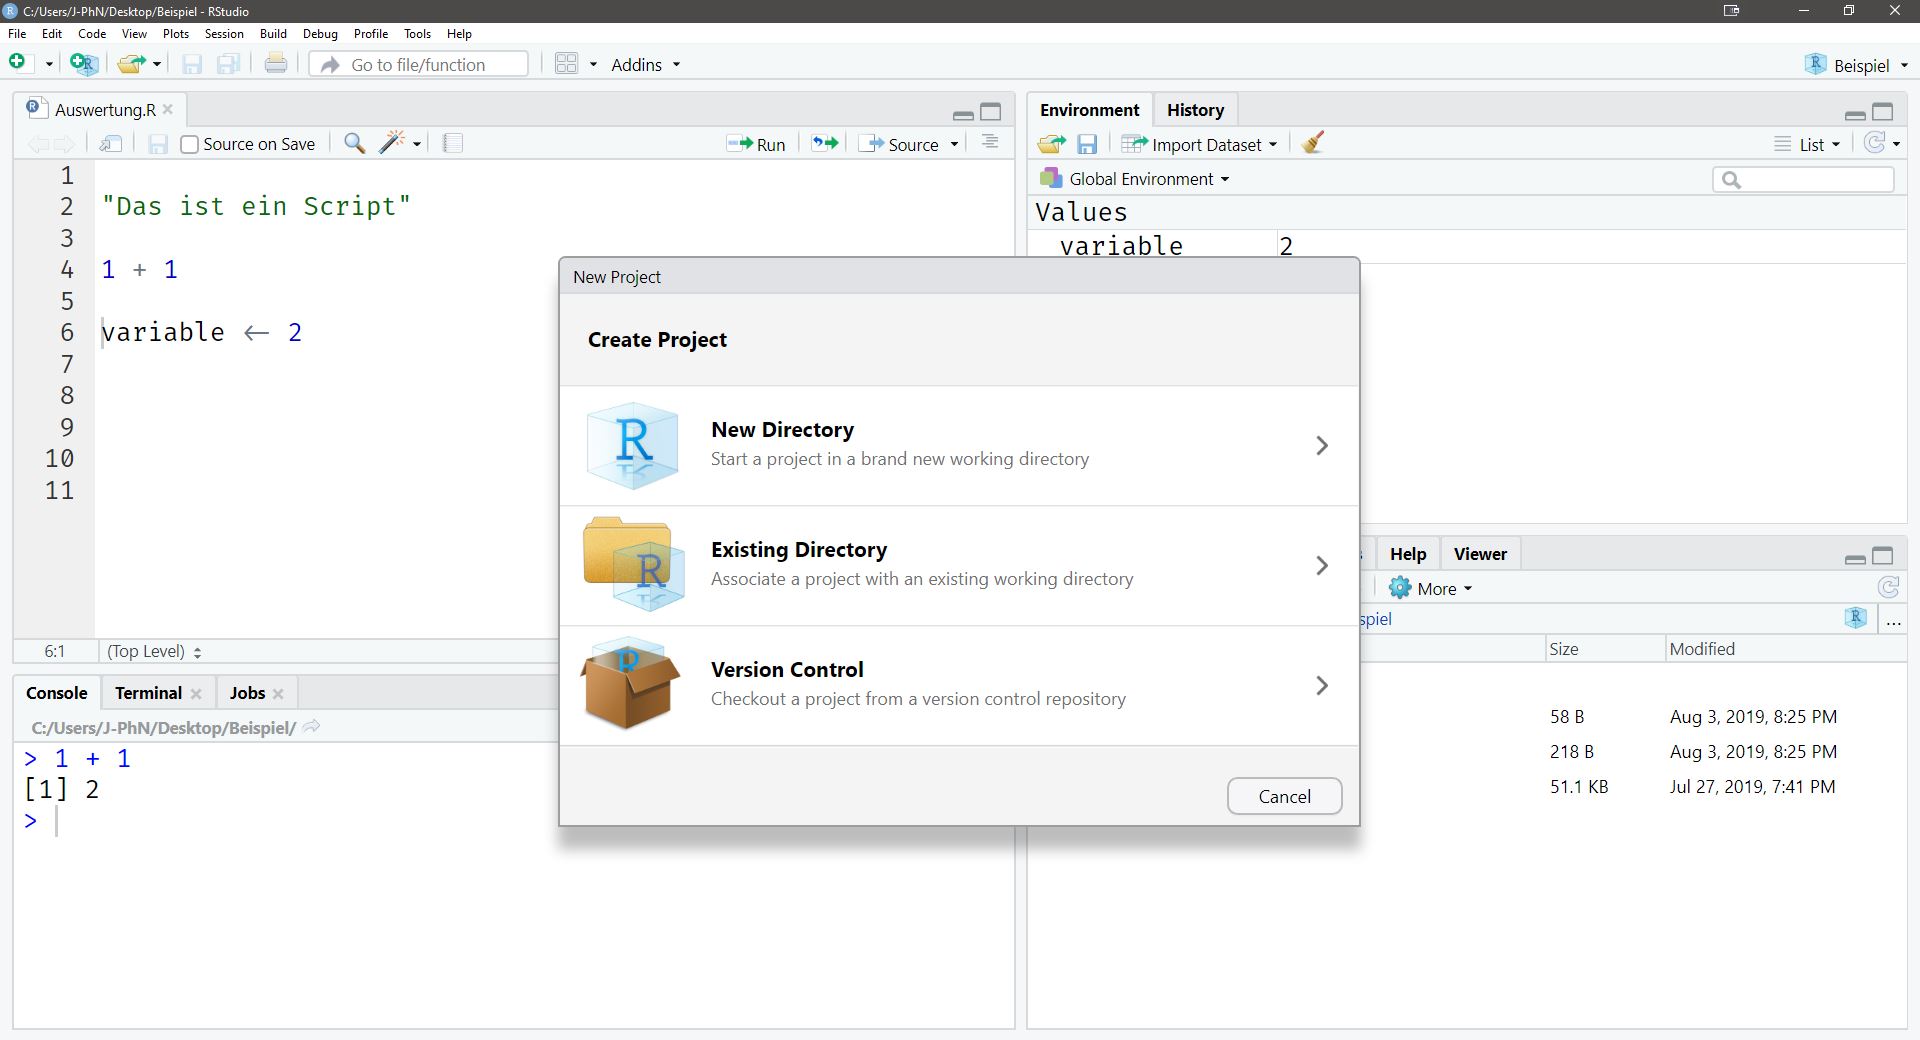 C:/Users/J-PhN/Desktop/Beispiel - RStudio
File Edit Code View Plots Session Build Debug Profile Tools Help
Go to file/function Addins Beispiel
Auswertung.R
Source on Save Run Source
1
2 "Das ist ein Script"
3
4 1 + 1
5
6 variable ← 2
7
8
9
10
11
6:1 (Top Level)
Console Terminal Jobs
C:/Users/J-PhN/Desktop/Beispiel/
> 1 + 1
[1] 2
>
Environment History
Import Dataset List
Global Environment
Values
variable 2
New Project
Create Project
New Directory
Start a project in a brand new working directory
Existing Directory
Associate a project with an existing working directory
Version Control
Checkout a project from a version control repository
Cancel
Help Viewer
More
spiel ...
Size Modified
58 B Aug 3, 2019, 8:25 PM
218 B Aug 3, 2019, 8:25 PM
51.1 KB Jul 27, 2019, 7:41 PM